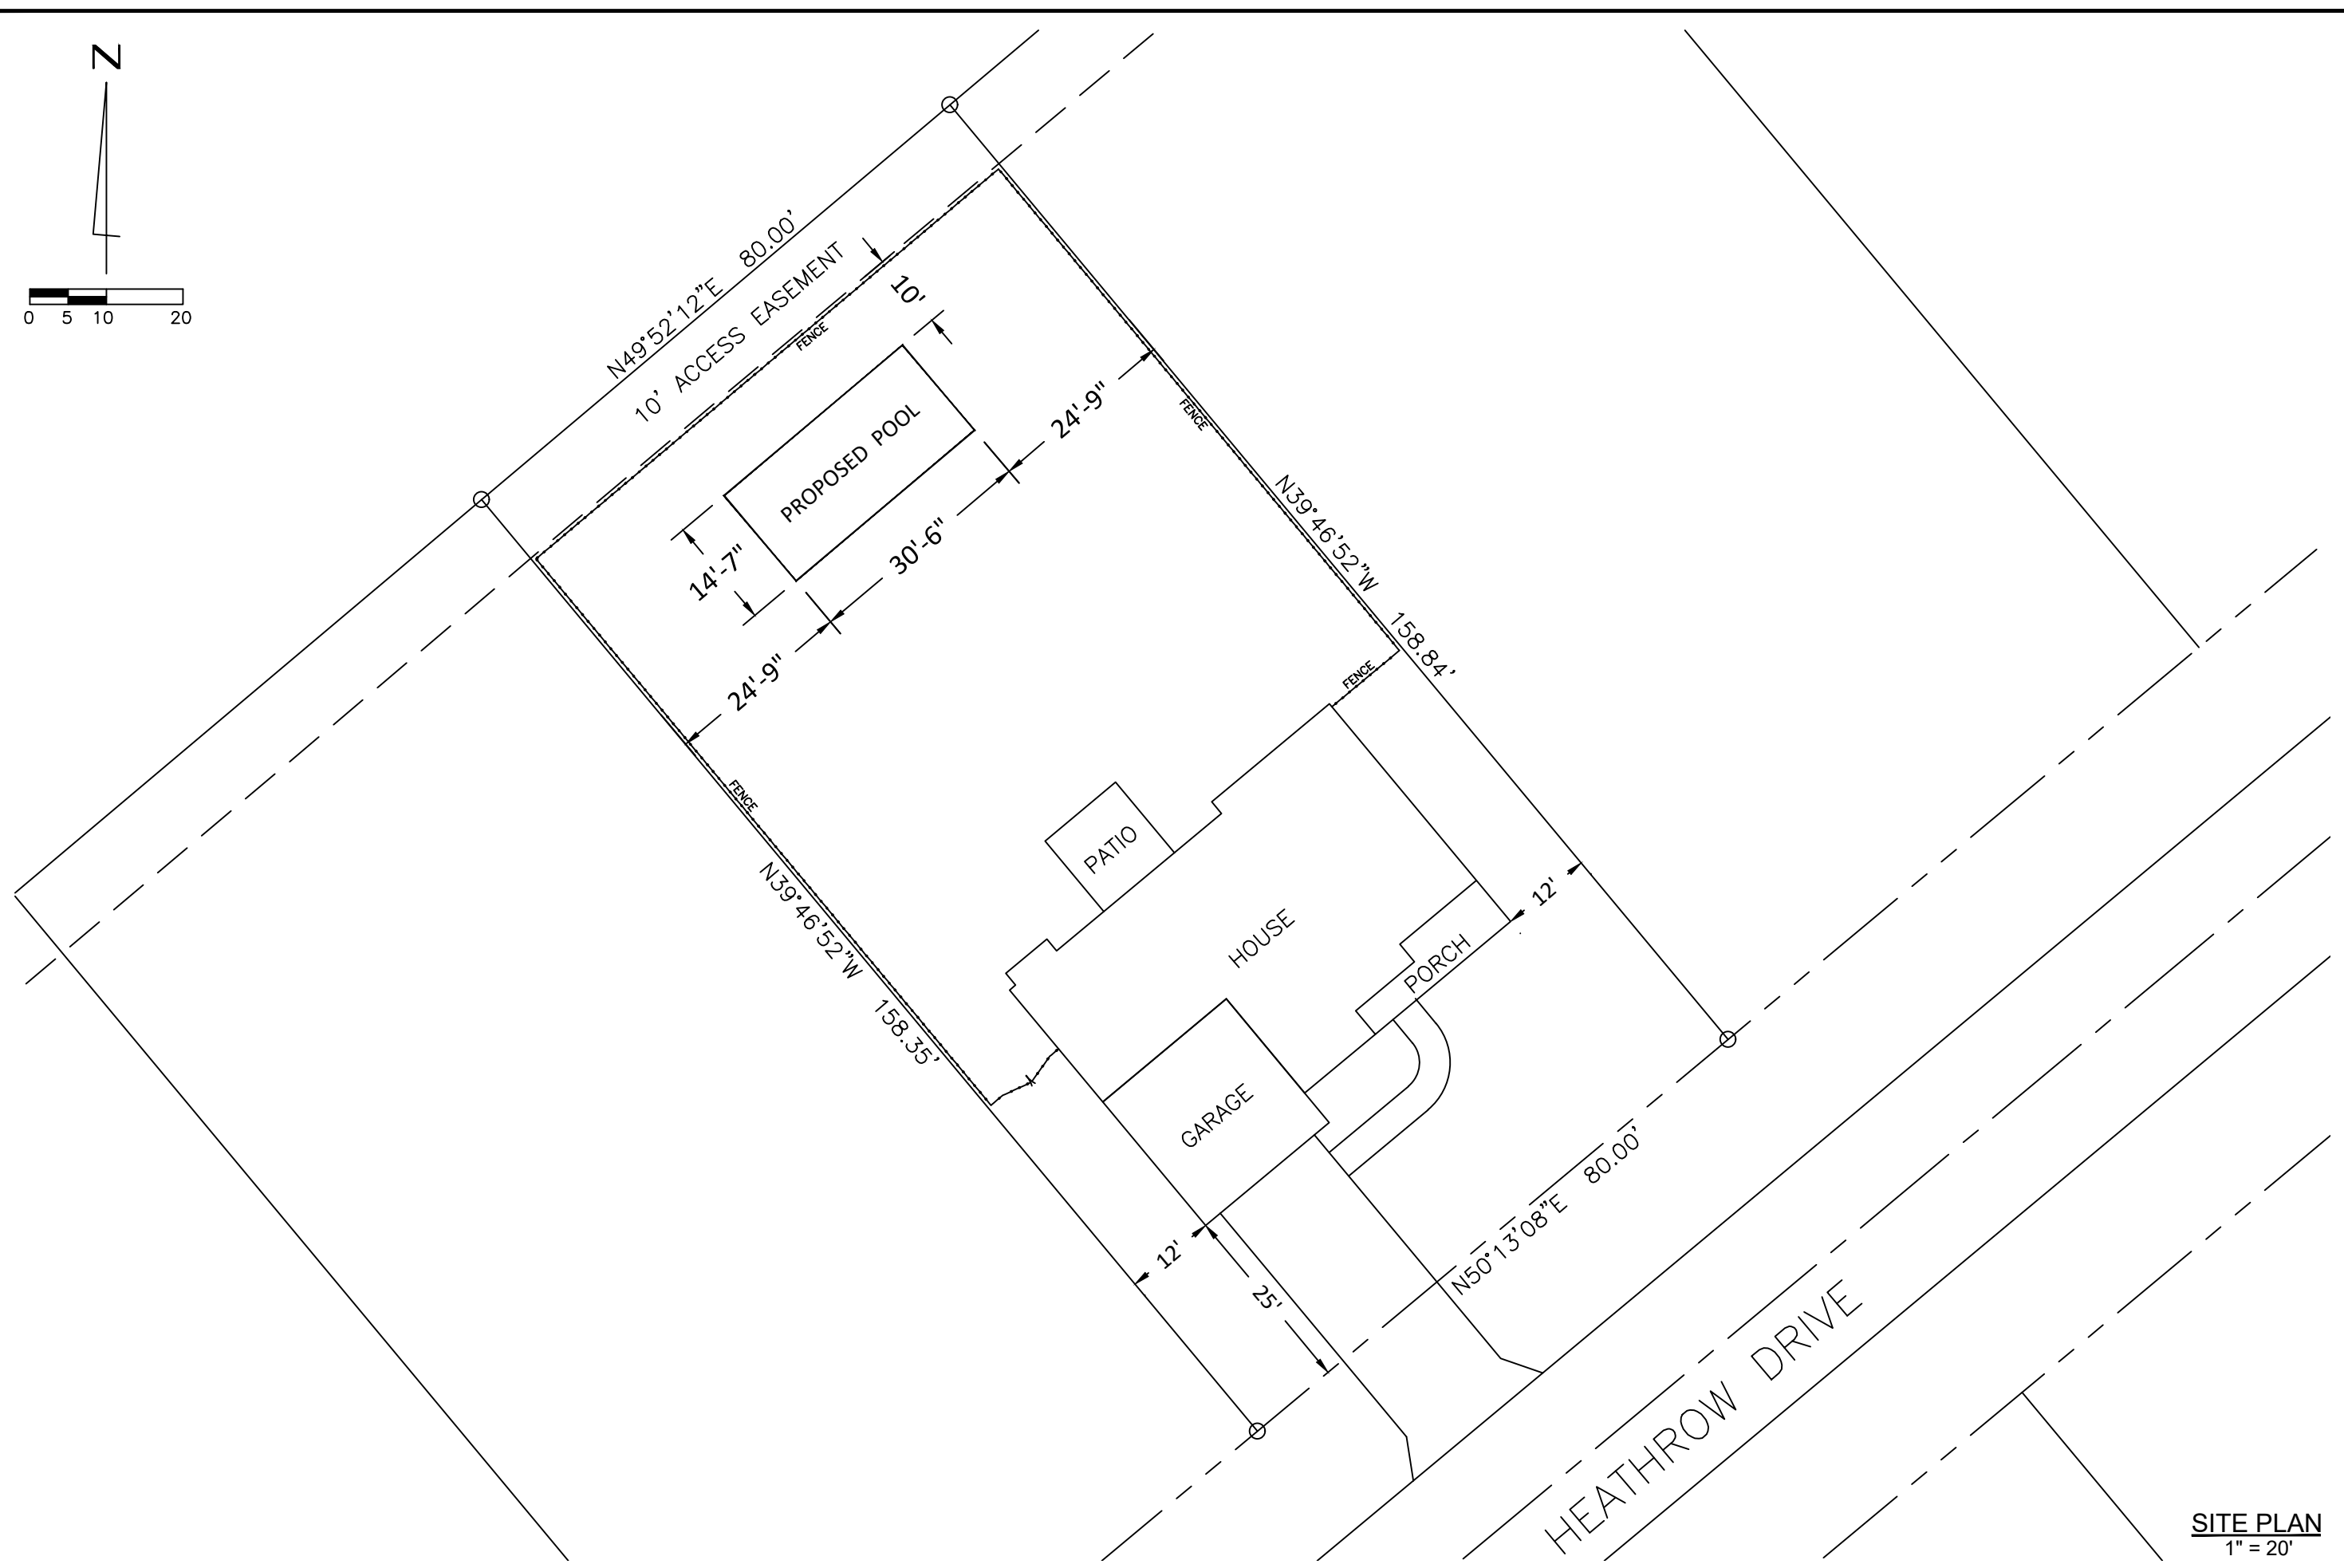 N
0 5 10 20
N49°52'12"E 80.00'
10' ACCESS EASEMENT
FENCE
10'
PROPOSED POOL
24'-9"
FENCE
30'-6"
14'-7"
24'-9"
N39°46'52"W 158.84'
FENCE
FENCE
PATIO
N39°46'52"W 158.35'
HOUSE
12'
PORCH
GARAGE
12'
25'
N50°13'08"E 80.00'
HEATHROW DRIVE
SITE PLAN
1" = 20'